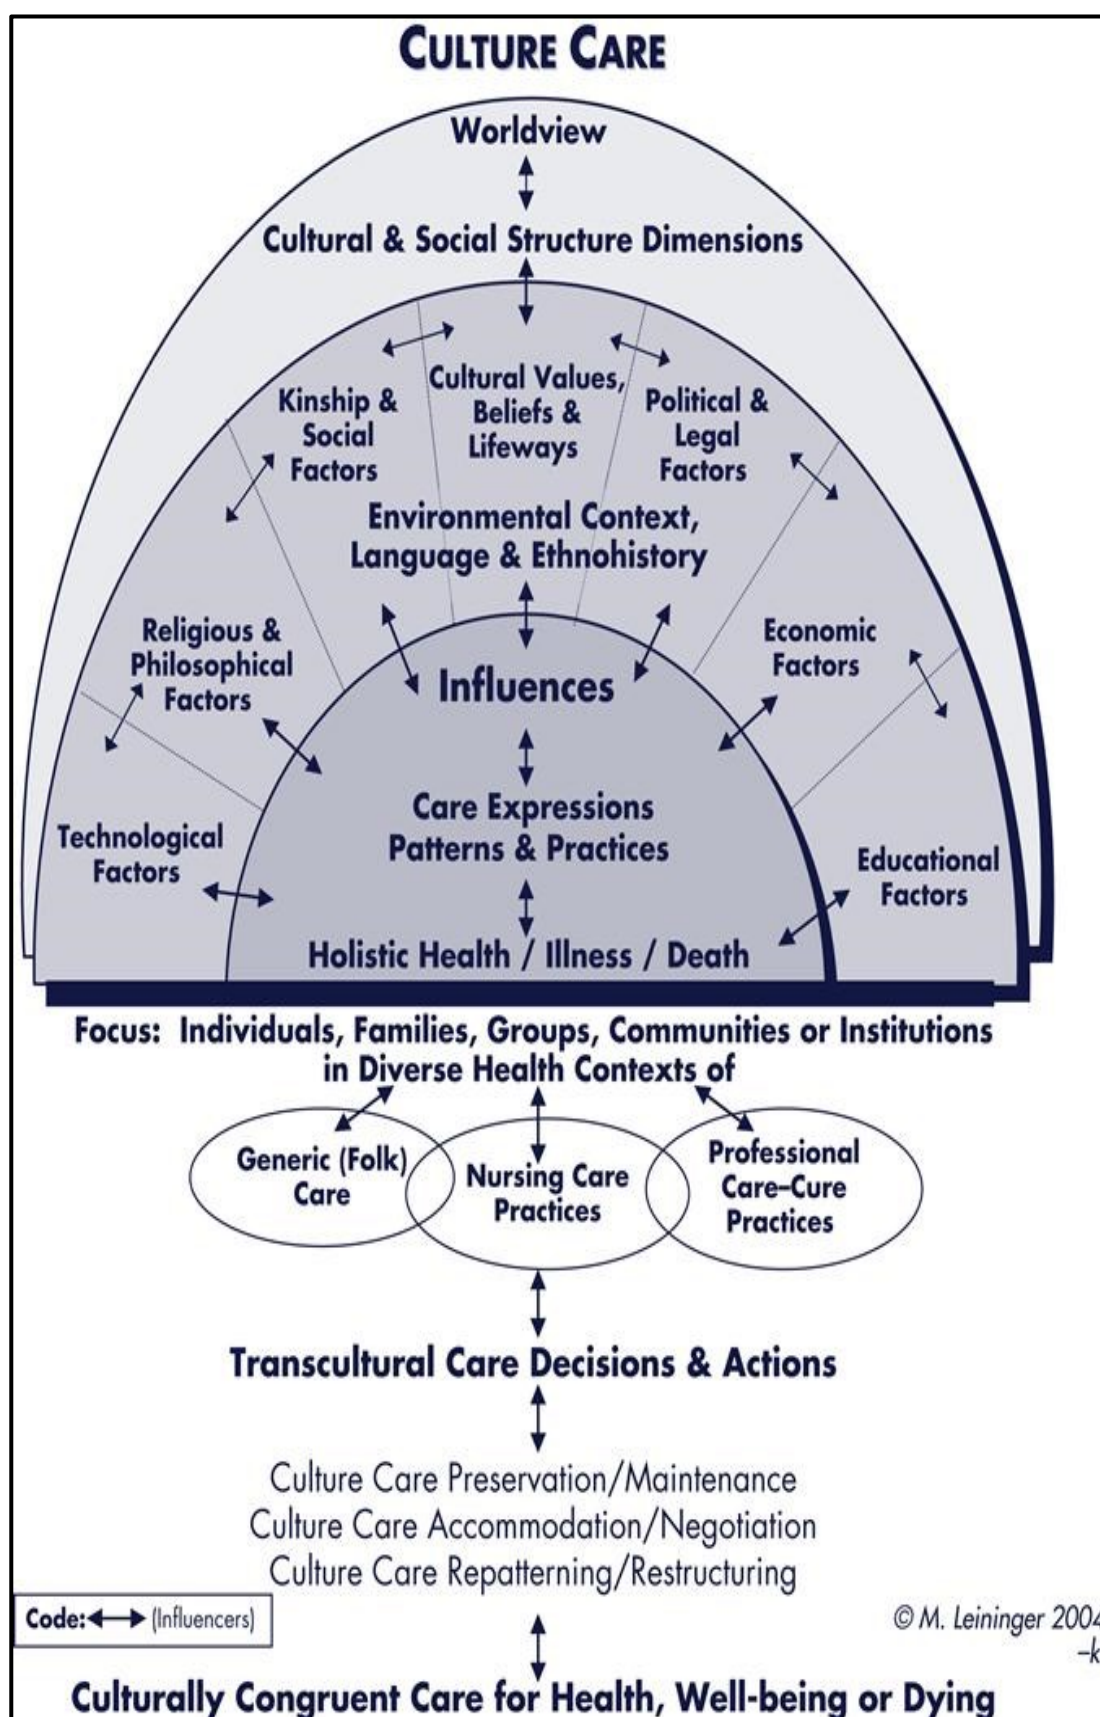 CULTURE CARE
Worldview
Cultural & Social Structure Dimensions
Cultural Values,
Beliefs &
Lifeways
Kinship &
Social
Factors
Political &
Legal
Factors
Environmental Context,
Language & Ethnohistory
Religious &
Philosophical
Factors
Economic
Factors
Influences
Care Expressions
Patterns & Practices
Technological
Factors
Educational
Factors
Holistic Health / Illness / Death
Focus: Individuals, Families, Groups, Communities or Institutions
in Diverse Health Contexts of
Generic (Folk)
Care
Nursing Care
Practices
Professional
Care–Cure
Practices
Transcultural Care Decisions & Actions
Culture Care Preservation/Maintenance
Culture Care Accommodation/Negotiation
Culture Care Repatterning/Restructuring
Code: (Influencers)
© M. Leininger 2004
–k
Culturally Congruent Care for Health, Well-being or Dying